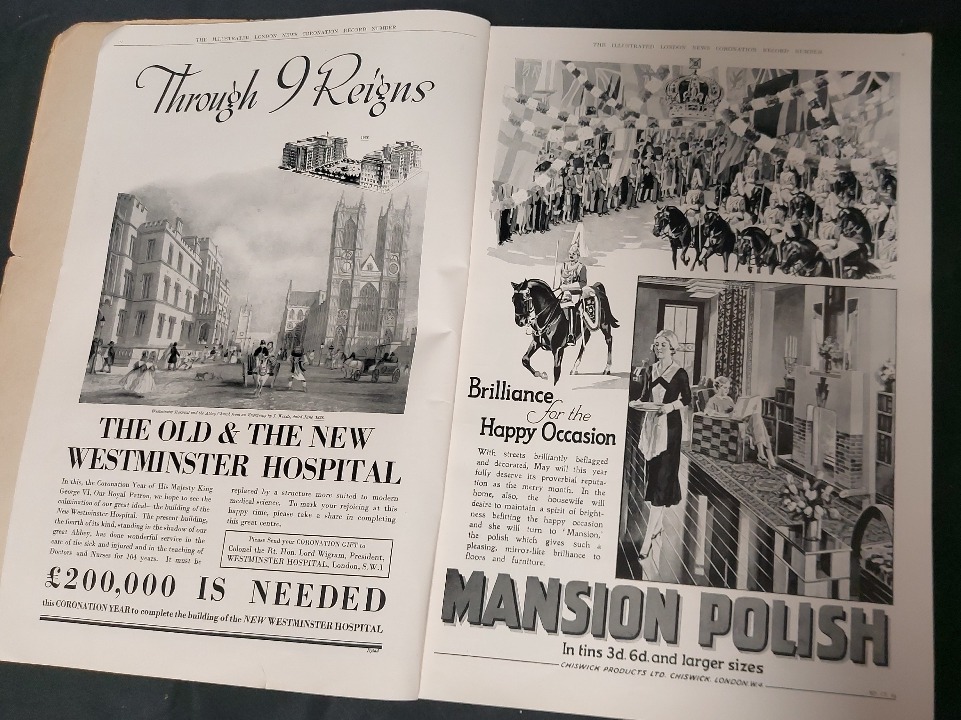 THE ILLUSTRATED LONDON NEWS CORONATION RECORD NUMBER
Through 9 Reigns
THE OLD & THE NEW
WESTMINSTER HOSPITAL
In this, the Coronation Year of His Majesty King
George VI, Our Royal Patron, we hope to see the
culmination of our great ideal—the building of the
New Westminster Hospital. The present building,
the fourth of its kind, standing in the shadow of our
great Abbey, has done wonderful service in the
care of the sick and injured and in the teaching of
Doctors and Nurses for 104 years. It must be
replaced by a structure more suited to modern
medical science. To mark your rejoicing at this
happy time, please take a share in completing
this great centre.
Please Send your CORONATION GIFT to
Colonel the Rt. Hon. Lord Wigram, President,
WESTMINSTER HOSPITAL, London, S.W.1
£200,000 IS NEEDED
this CORONATION YEAR to complete the building of the NEW WESTMINSTER HOSPITAL
THE ILLUSTRATED LONDON NEWS CORONATION RECORD NUMBER
Brilliance
for the
Happy Occasion
With streets brilliantly beflagged
and decorated, May will this year
fully deserve its proverbial reputa-
tion as the merry month. In the
home, also, the housewife will
desire to maintain a spirit of bright-
ness befitting the happy occasion
and she will turn to 'Mansion,'
the polish which gives such a
pleasing, mirror-like brilliance to
floors and furniture.
MANSION POLISH
In tins 3d. 6d. and larger sizes
CHISWICK PRODUCTS LTD. CHISWICK, LONDON. W4